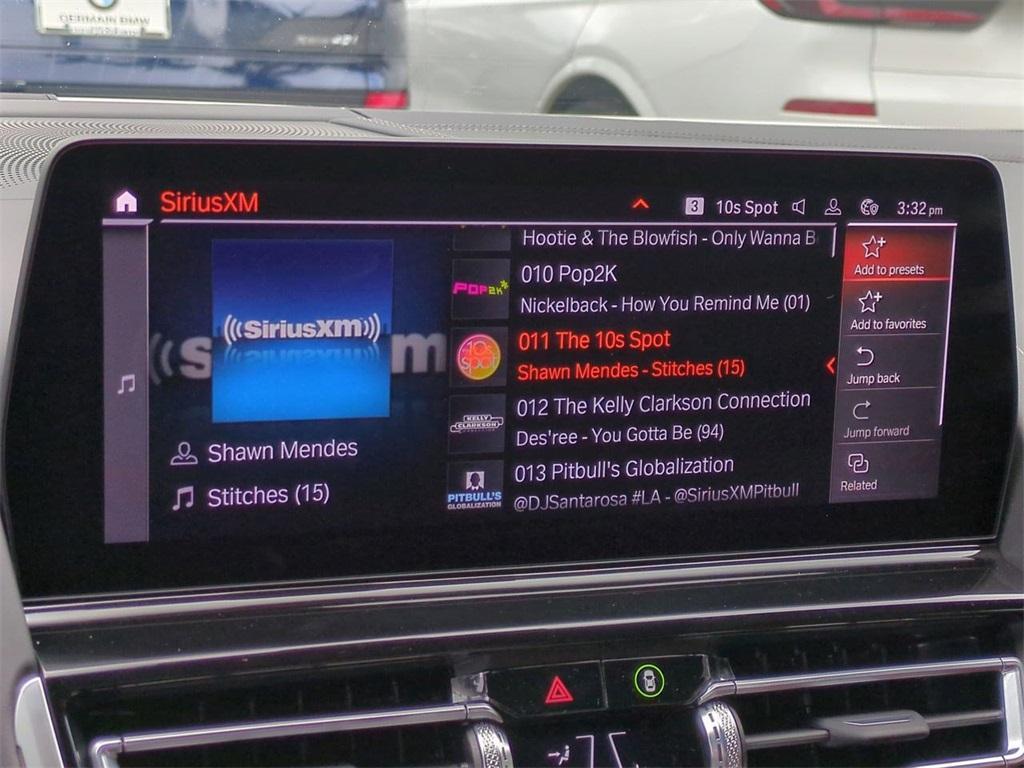 GERMAIN BMW
SiriusXM
3 10s Spot 3:32 pm
((SiriusXM))
Shawn Mendes
Stitches (15)
Hootie & The Blowfish - Only Wanna B
010 Pop2K
POP2K
Nickelback - How You Remind Me (01)
10s spot
011 The 10s Spot
Shawn Mendes - Stitches (15)
KELLY CLARKSON
012 The Kelly Clarkson Connection
Des'ree - You Gotta Be (94)
PITBULL'S
GLOBALIZATION
013 Pitbull's Globalization
@DJSantarosa #LA - @SiriusXMPitbull
Add to presets
Add to favorites
Jump back
Jump forward
Related